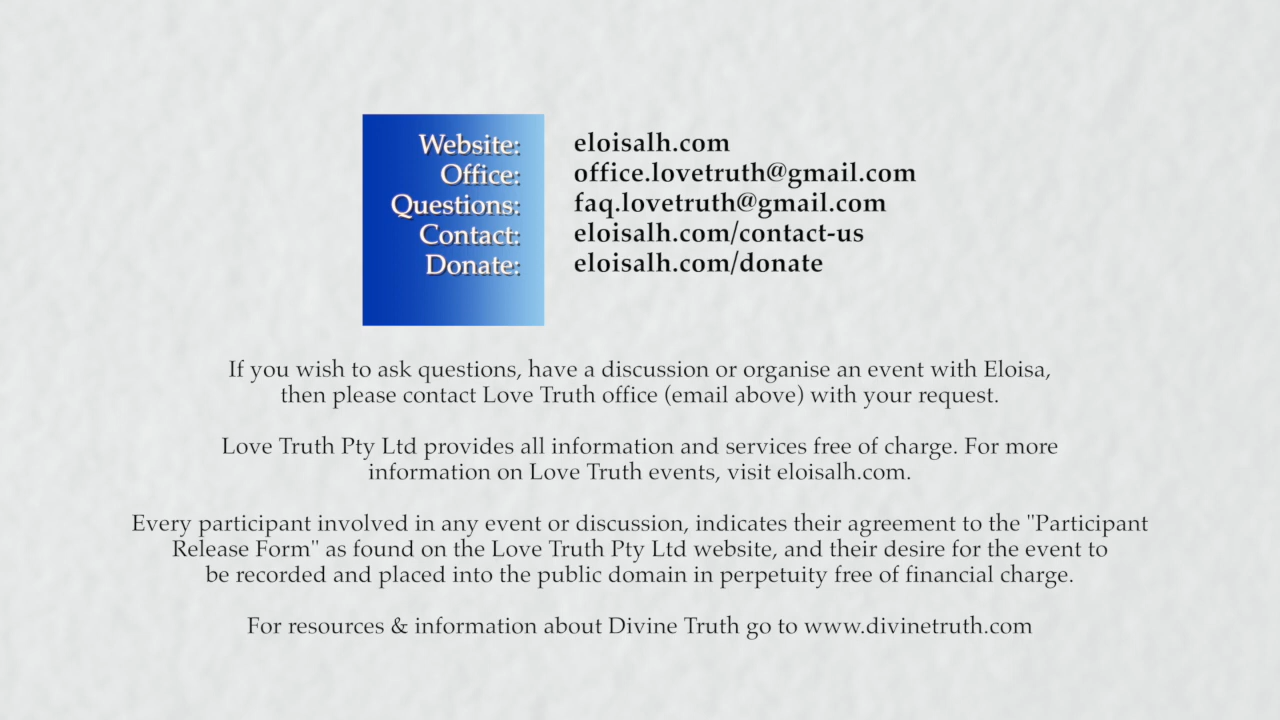 Website: eloisalh.com
Office: office.lovetruth@gmail.com
Questions: faq.lovetruth@gmail.com
Contact: eloisalh.com/contact-us
Donate: eloisalh.com/donate
If you wish to ask questions, have a discussion or organise an event with Eloisa,
then please contact Love Truth office (email above) with your request.
Love Truth Pty Ltd provides all information and services free of charge. For more
information on Love Truth events, visit eloisalh.com.
Every participant involved in any event or discussion, indicates their agreement to the "Participant
Release Form" as found on the Love Truth Pty Ltd website, and their desire for the event to
be recorded and placed into the public domain in perpetuity free of financial charge.
For resources & information about Divine Truth go to www.divinetruth.com